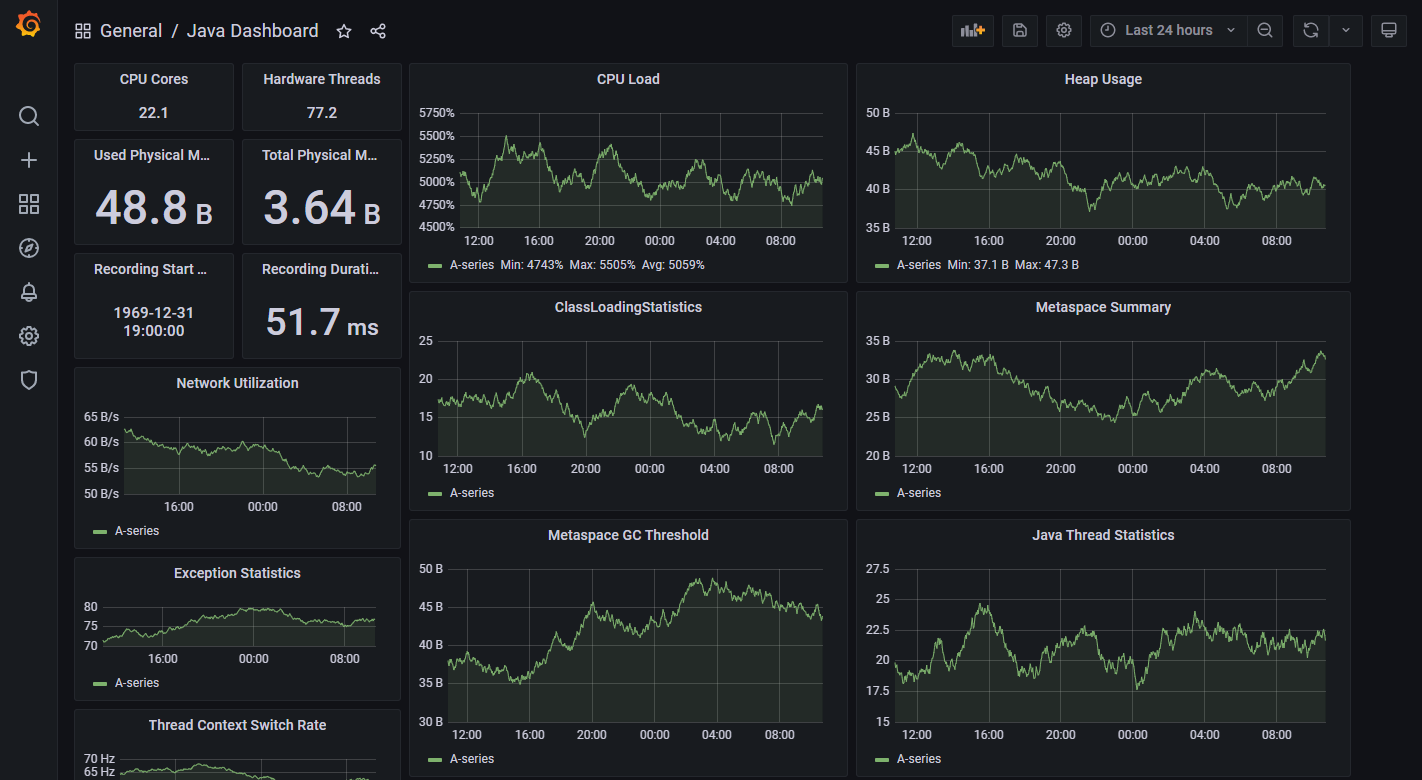 General / Java Dashboard
Last 24 hours
CPU Cores
22.1
Hardware Threads
77.2
Used Physical M...
48.8 B
Total Physical M...
3.64 B
Recording Start ...
1969-12-31
19:00:00
Recording Durati...
51.7 ms
Network Utilization
65 B/s
60 B/s
55 B/s
50 B/s
16:00 00:00 08:00
A-series
Exception Statistics
80
75
70
16:00 00:00 08:00
A-series
Thread Context Switch Rate
70 Hz
65 Hz
CPU Load
5750%
5500%
5250%
5000%
4750%
4500%
12:00 16:00 20:00 00:00 04:00 08:00
A-series Min: 4743% Max: 5505% Avg: 5059%
ClassLoadingStatistics
25
20
15
10
12:00 16:00 20:00 00:00 04:00 08:00
A-series
Metaspace GC Threshold
50 B
45 B
40 B
35 B
30 B
12:00 16:00 20:00 00:00 04:00 08:00
A-series
Heap Usage
50 B
45 B
40 B
35 B
12:00 16:00 20:00 00:00 04:00 08:00
A-series Min: 37.1 B Max: 47.3 B
Metaspace Summary
35 B
30 B
25 B
20 B
12:00 16:00 20:00 00:00 04:00 08:00
A-series
Java Thread Statistics
27.5
25
22.5
20
17.5
15
12:00 16:00 20:00 00:00 04:00 08:00
A-series